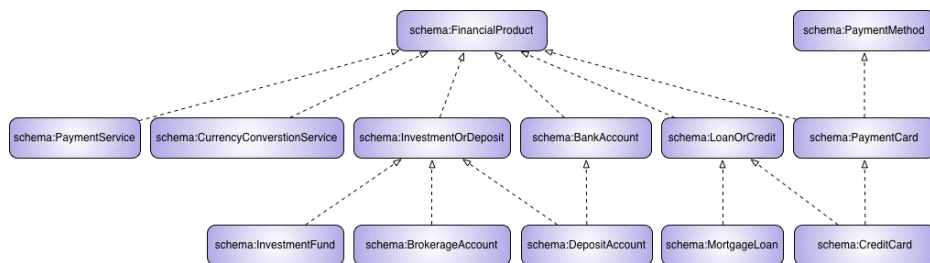 schema:FinancialProduct
schema:PaymentMethod
schema:PaymentService
schema:CurrencyConverstionService
schema:InvestmentOrDeposit
schema:BankAccount
schema:LoanOrCredit
schema:PaymentCard
schema:InvestmentFund
schema:BrokerageAccount
schema:DepositAccount
schema:MortgageLoan
schema:CreditCard